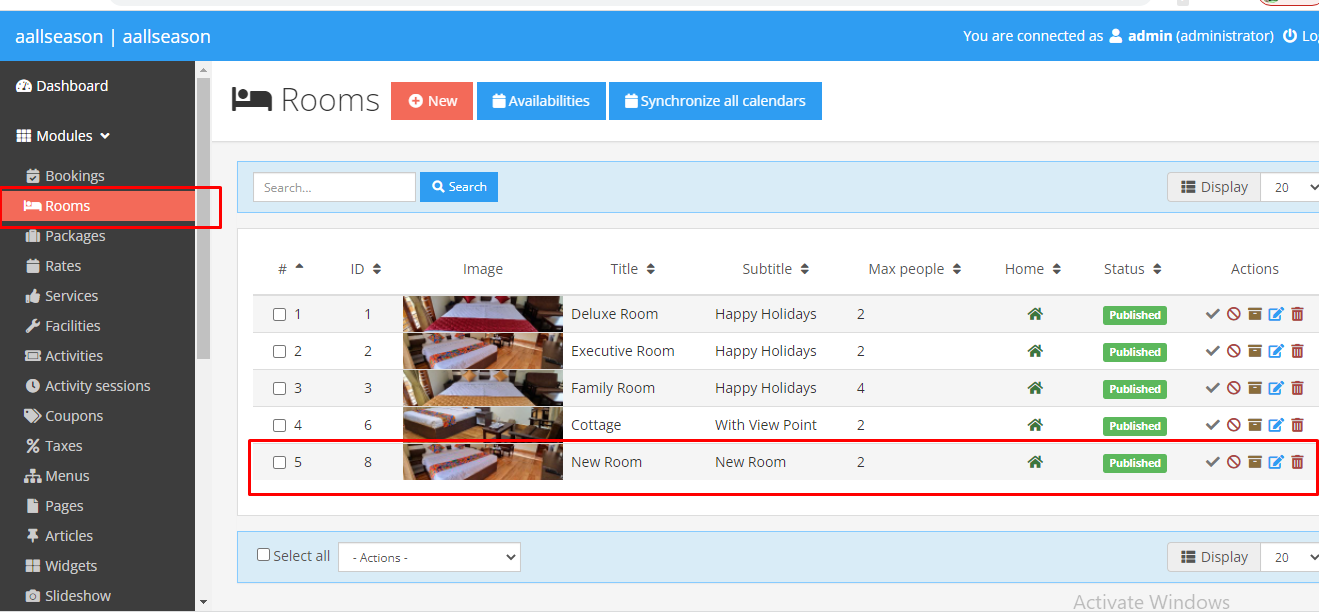 aallseason | aallseason
You are connected as admin (administrator)
Dashboard
Modules
Bookings
Rooms
Packages
Rates
Services
Facilities
Activities
Activity sessions
Coupons
Taxes
Menus
Pages
Articles
Widgets
Slideshow
Rooms New Availabilities Synchronize all calendars
Search... Search Display 20
# ID Image Title Subtitle Max people Home Status Actions
1 1 Deluxe Room Happy Holidays 2 Published
2 2 Executive Room Happy Holidays 2 Published
3 3 Family Room Happy Holidays 4 Published
4 6 Cottage With View Point 2 Published
5 8 New Room New Room 2 Published
Select all - Actions - Display 20
Activate Windows